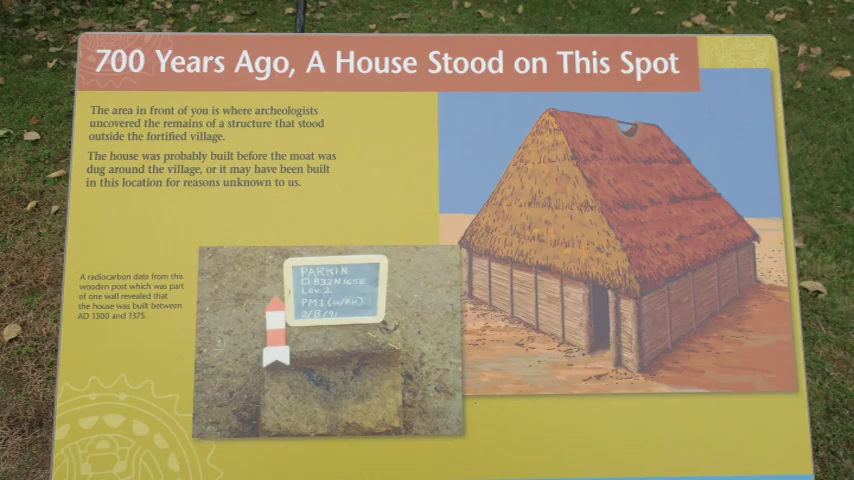 700 Years Ago, A House Stood on This Spot
The area in front of you is where archeologists
uncovered the remains of a structure that stood
outside the fortified village.
The house was probably built before the moat was
dug around the village, or it may have been built
in this location for reasons unknown to us.
A radiocarbon date from this
wooden post which was part
of one wall revealed that
the house was built between
AD 1300 and 1375.
PARKIN
Lev. 2
2/8/91